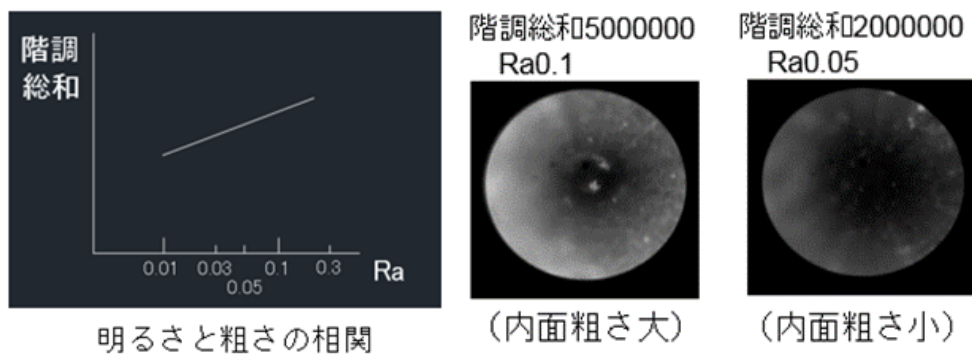 階調
総和
0.01
0.03
0.05
0.1
0.3
Ra
明るさと粗さの相関
階調総和5000000
Ra0.1
(内面粗さ大)
階調総和2000000
Ra0.05
(内面粗さ小)